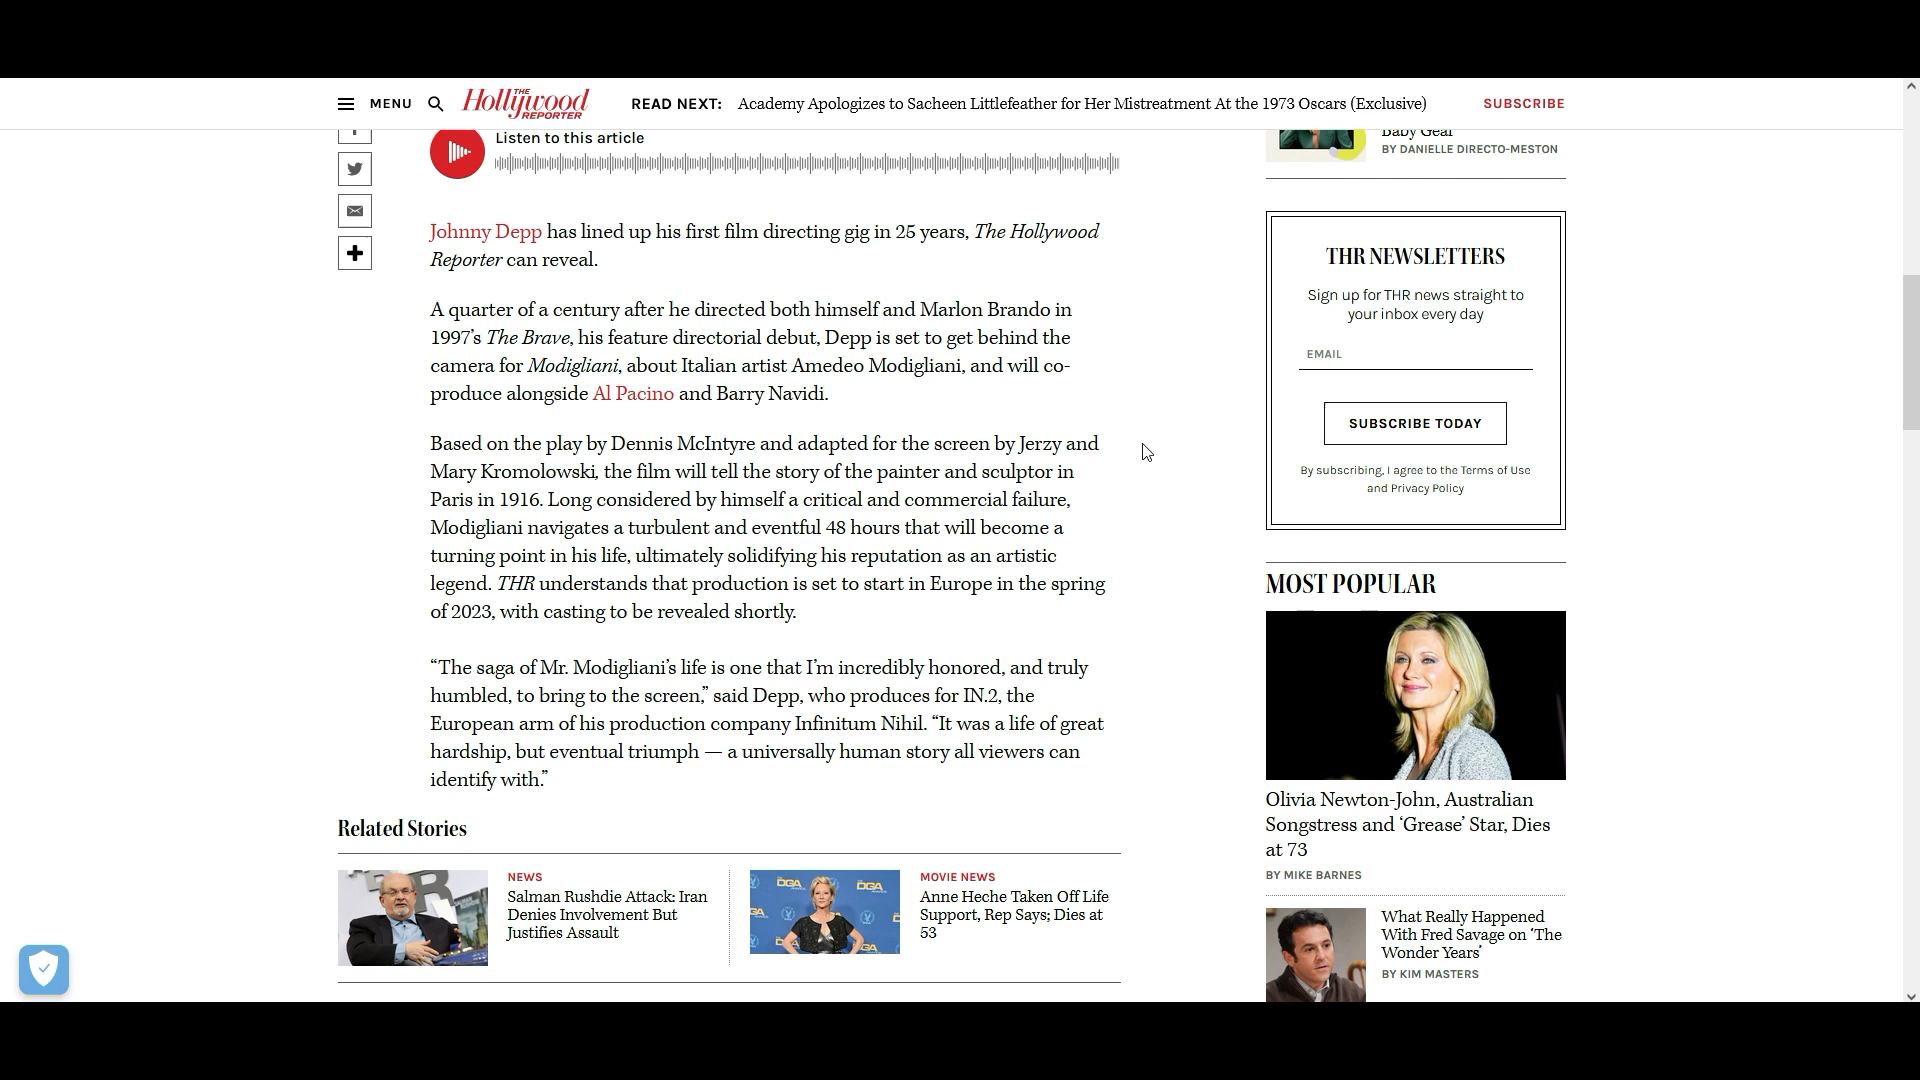 MENU
THE
Hollywood
REPORTER
READ NEXT: Academy Apologizes to Sacheen Littlefeather for Her Mistreatment At the 1973 Oscars (Exclusive)
SUBSCRIBE
Listen to this article
Johnny Depp has lined up his first film directing gig in 25 years, The Hollywood
Reporter can reveal.
A quarter of a century after he directed both himself and Marlon Brando in
1997’s The Brave, his feature directorial debut, Depp is set to get behind the
camera for Modigliani, about Italian artist Amedeo Modigliani, and will co-
produce alongside Al Pacino and Barry Navidi.
Based on the play by Dennis McIntyre and adapted for the screen by Jerzy and
Mary Kromolowski, the film will tell the story of the painter and sculptor in
Paris in 1916. Long considered by himself a critical and commercial failure,
Modigliani navigates a turbulent and eventful 48 hours that will become a
turning point in his life, ultimately solidifying his reputation as an artistic
legend. THR understands that production is set to start in Europe in the spring
of 2023, with casting to be revealed shortly.
“The saga of Mr. Modigliani’s life is one that I’m incredibly honored, and truly
humbled, to bring to the screen,” said Depp, who produces for IN.2, the
European arm of his production company Infinitum Nihil. “It was a life of great
hardship, but eventual triumph — a universally human story all viewers can
identify with.”
Related Stories
NEWS
Salman Rushdie Attack: Iran
Denies Involvement But
Justifies Assault
DGA
DGA
DGA
MOVIE NEWS
Anne Heche Taken Off Life
Support, Rep Says; Dies at
53
Baby Gear
BY DANIELLE DIRECTO-MESTON
THR NEWSLETTERS
Sign up for THR news straight to
your inbox every day
EMAIL
SUBSCRIBE TODAY
By subscribing, I agree to the Terms of Use
and Privacy Policy
MOST POPULAR
Olivia Newton-John, Australian
Songstress and ‘Grease’ Star, Dies
at 73
BY MIKE BARNES
What Really Happened
With Fred Savage on ‘The
Wonder Years’
BY KIM MASTERS